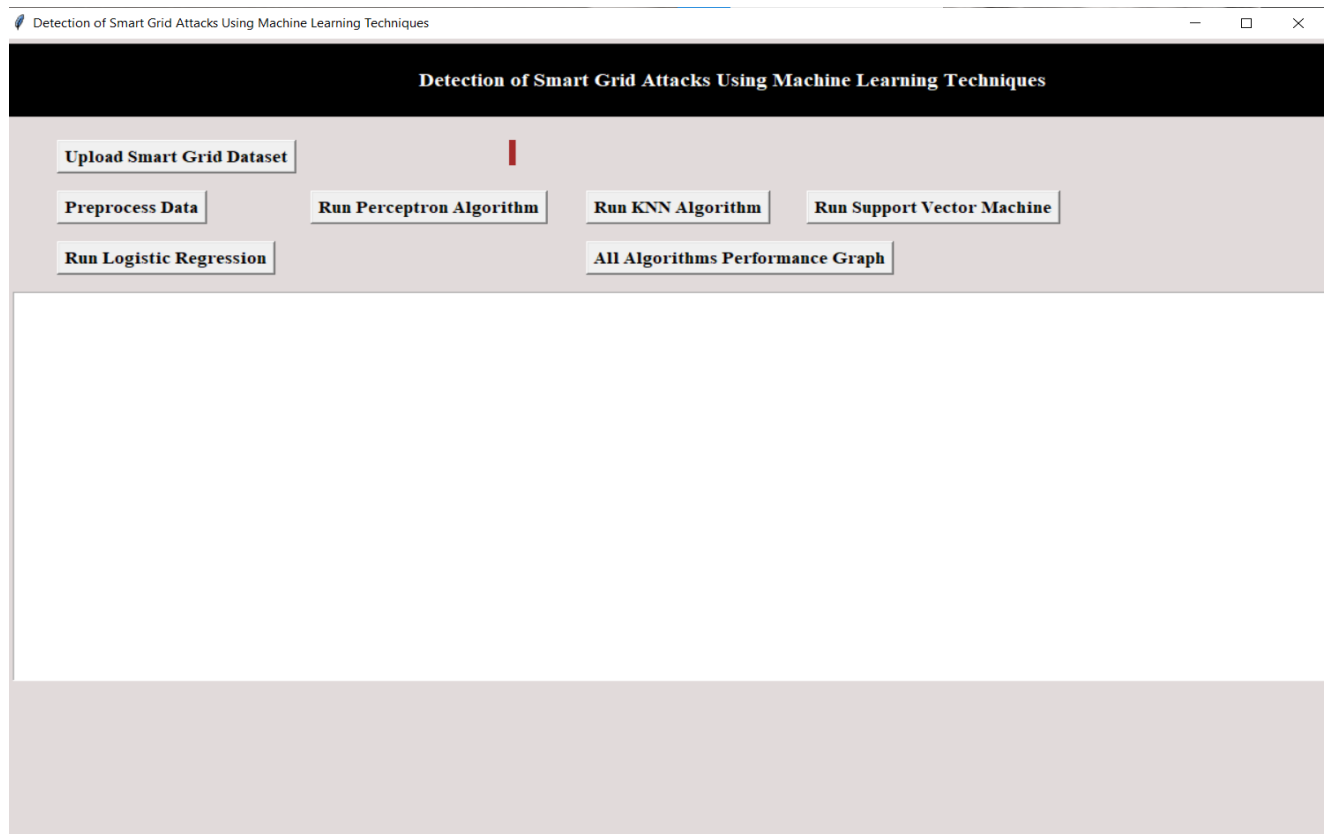 Detection of Smart Grid Attacks Using Machine Learning Techniques
Detection of Smart Grid Attacks Using Machine Learning Techniques
Upload Smart Grid Dataset
Preprocess Data
Run Perceptron Algorithm
Run KNN Algorithm
Run Support Vector Machine
Run Logistic Regression
All Algorithms Performance Graph